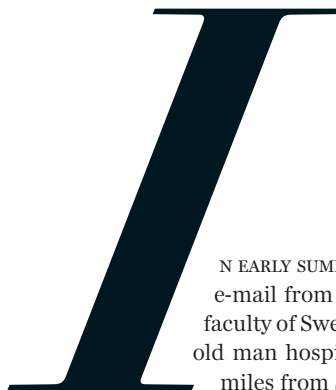 I
N EARLY SUM
e-mail from
faculty of Swe
old man hospi
miles from